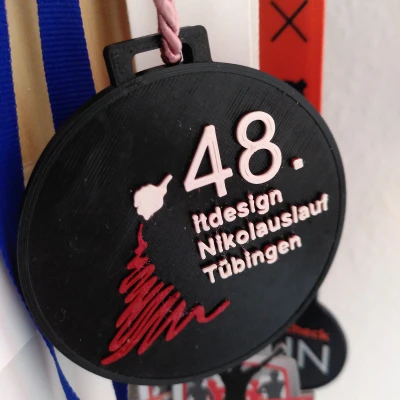 48.
Itdesign
Nikolauslauf
Tübingen